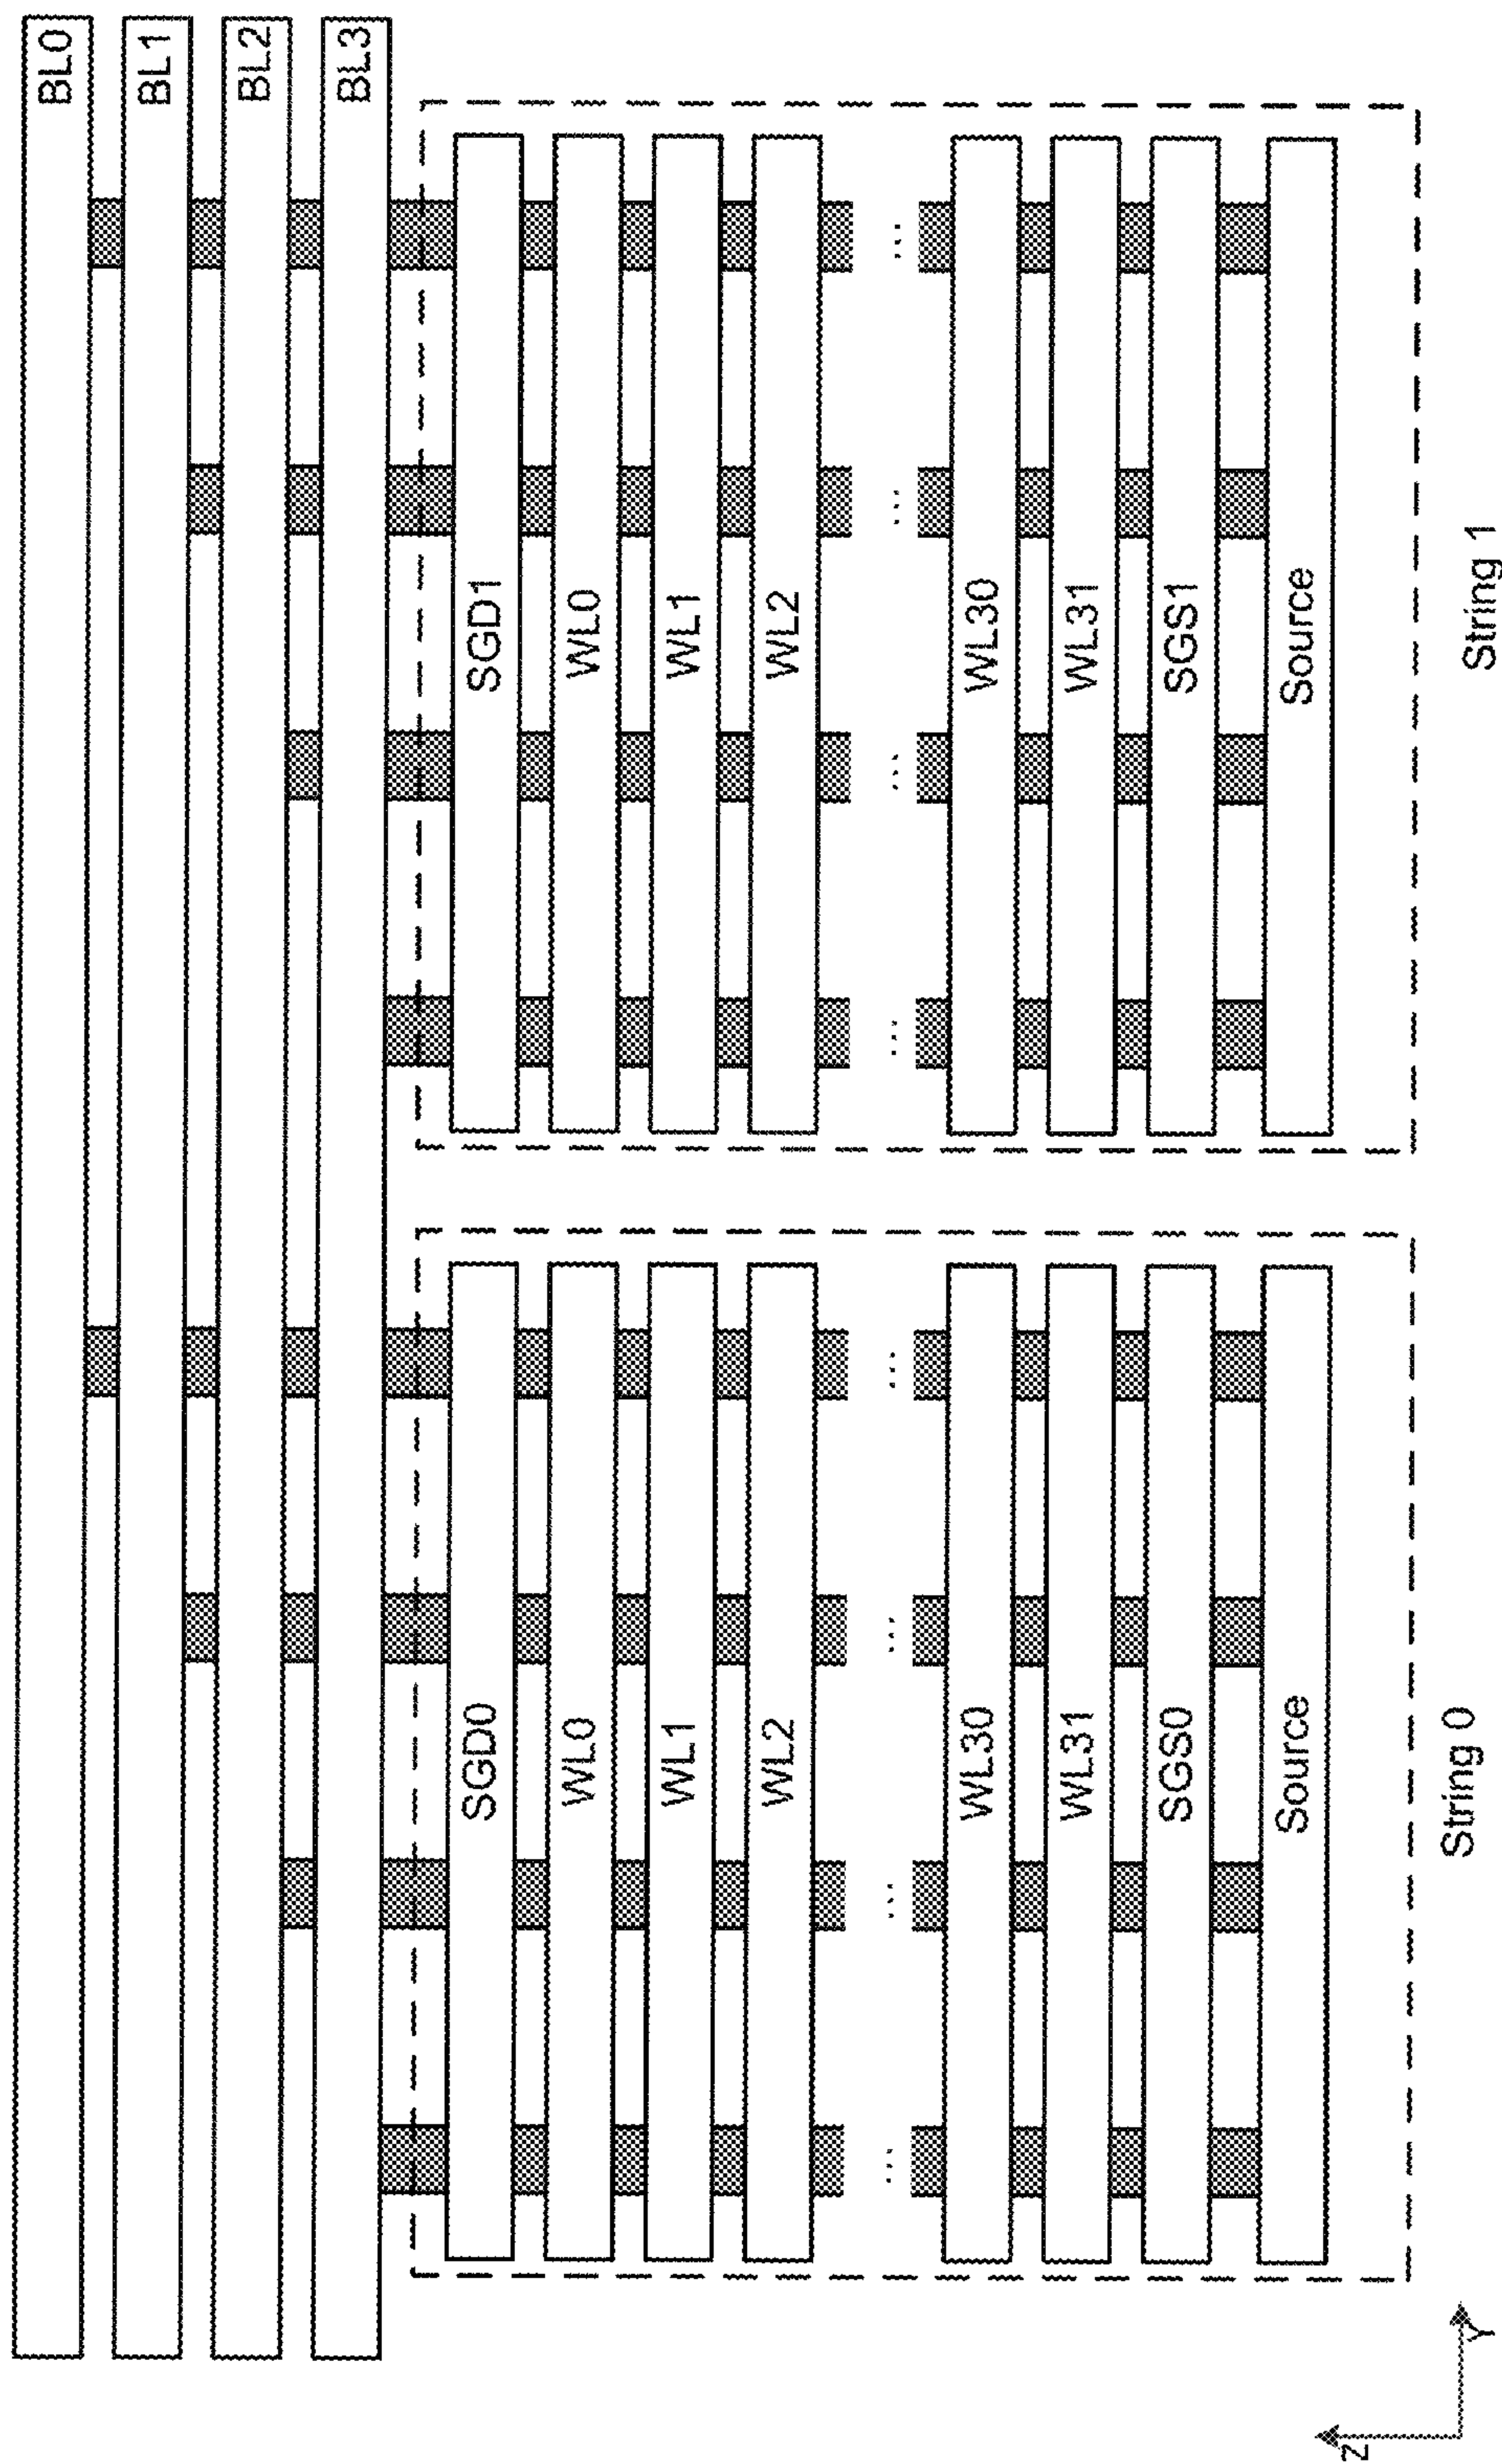 BL0
BL1
BL2
BL3
SGD0
WL0
WL1
WL2
...
...
...
...
WL30
WL31
SGS0
Source
String 0
SGD1
WL0
WL1
WL2
...
...
...
...
WL30
WL31
SGS1
Source
String 1
Z
Y